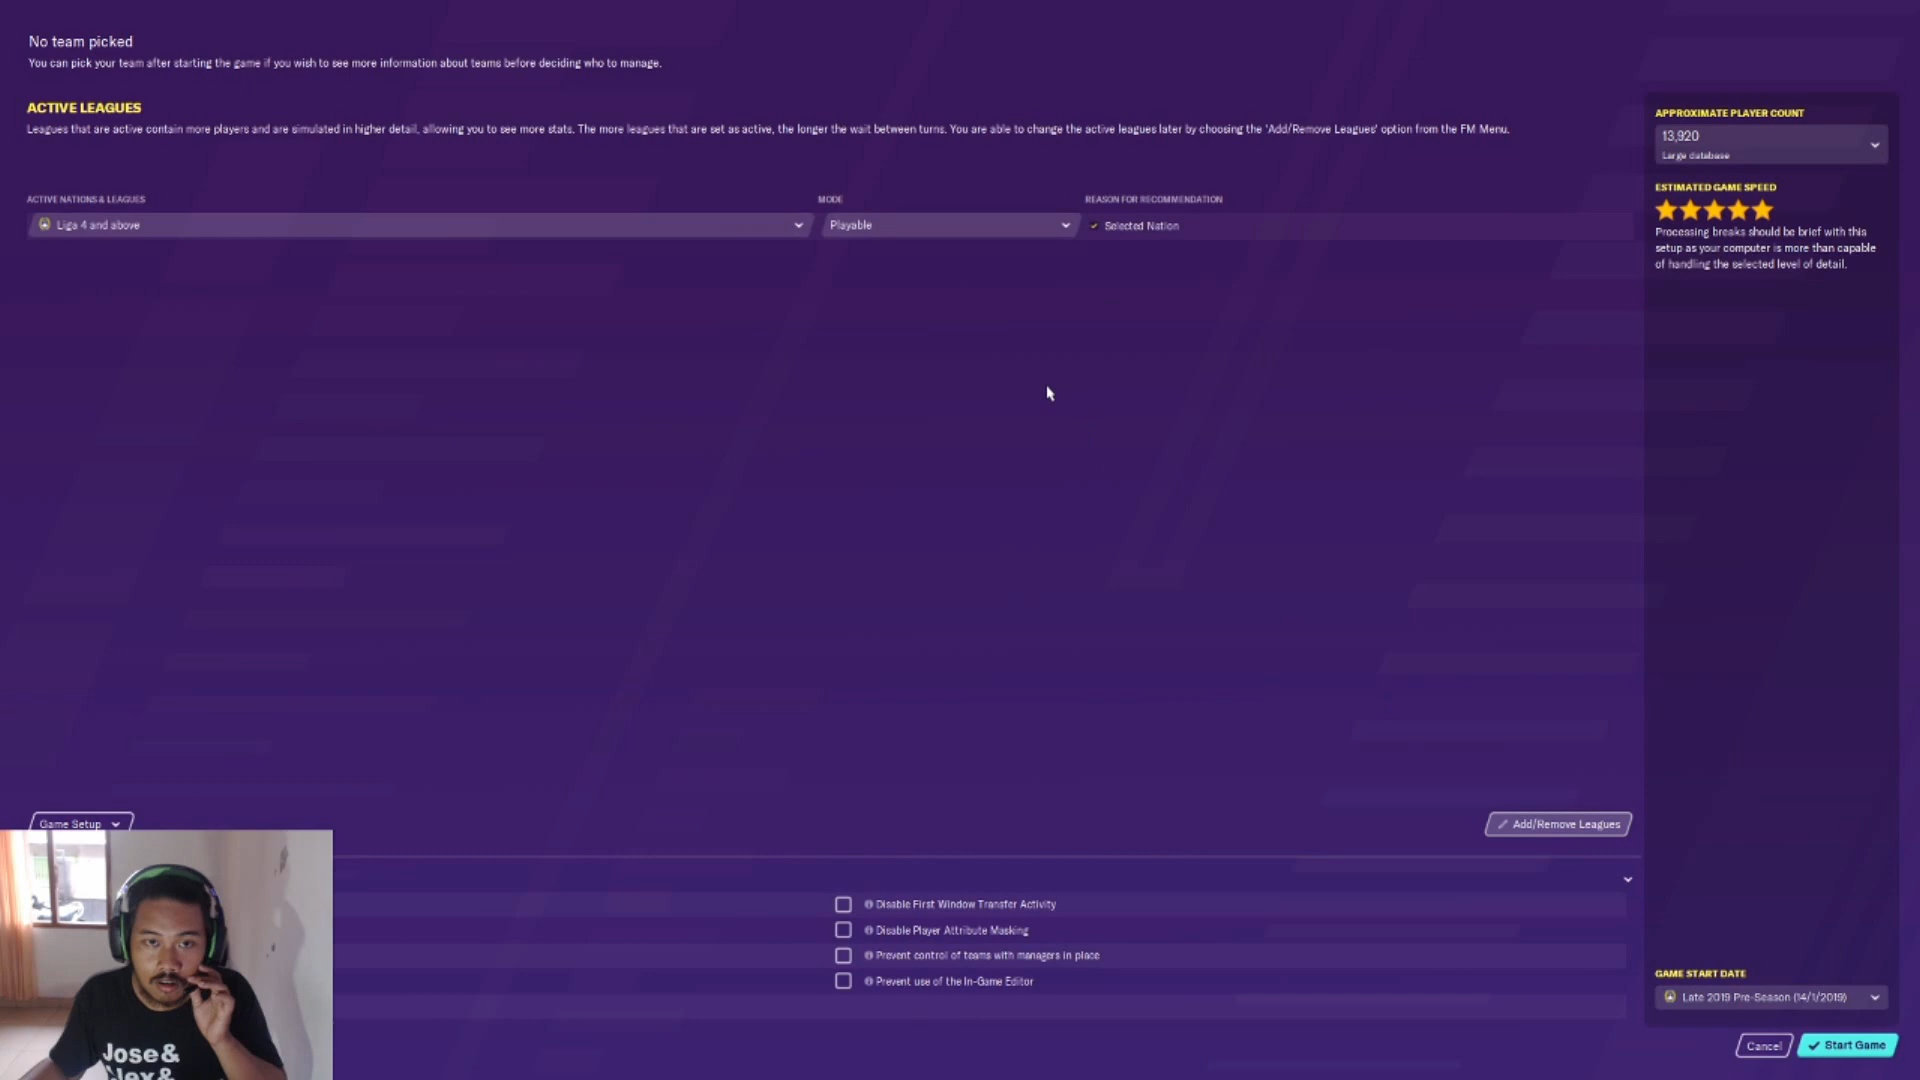 No team picked
You can pick your team after starting the game if you wish to see more information about teams before deciding who to manage.
ACTIVE LEAGUES
Leagues that are active contain more players and are simulated in higher detail, allowing you to see more stats. The more leagues that are set as active, the longer the wait between turns. You are able to change the active leagues later by choosing the 'Add/Remove Leagues' option from the FM Menu.
ACTIVE NATIONS & LEAGUES
MODE
REASON FOR RECOMMENDATION
Liga 4 and above
Playable
Selected Nation
APPROXIMATE PLAYER COUNT
13,920
Large database
ESTIMATED GAME SPEED
Processing breaks should be brief with this
setup as your computer is more than capable
of handling the selected level of detail.
Game Setup
Add/Remove Leagues
Disable First Window Transfer Activity
Disable Player Attribute Masking
Prevent control of teams with managers in place
Prevent use of the In-Game Editor
GAME START DATE
Late 2019 Pre-Season (14/1/2019)
Cancel
Start Game
Jose&